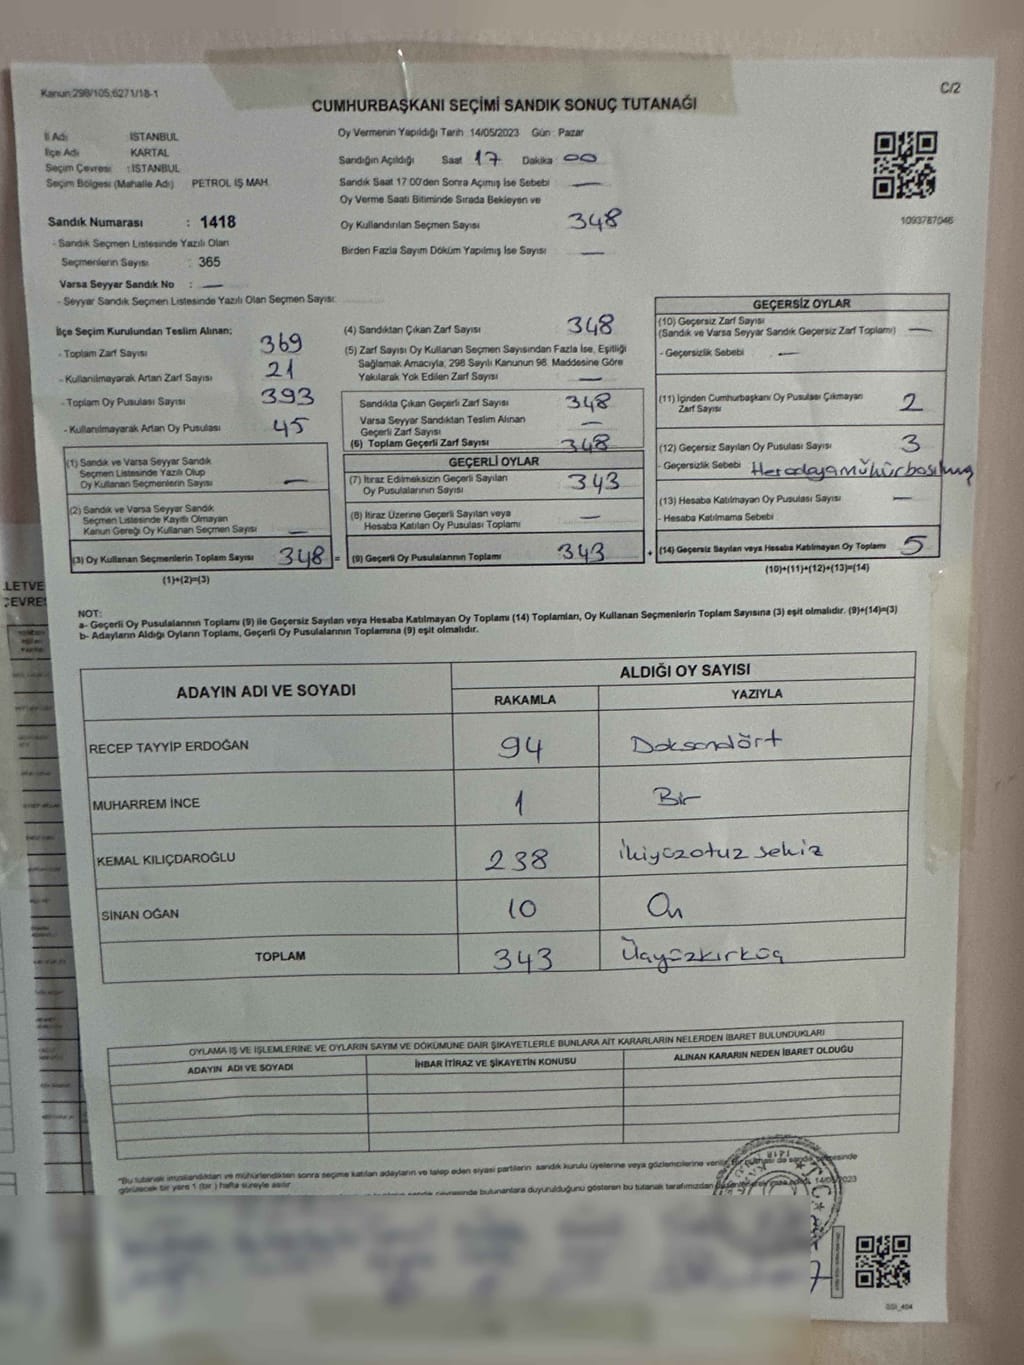 Kanun:298/105;6271/18-1
C/2
CUMHURBAŞKANI SEÇİMİ SANDIK SONUÇ TUTANAĞI
İl Adı : İSTANBUL
İlçe Adı : KARTAL
Seçim Çevresi : İSTANBUL
Seçim Bölgesi (Mahalle Adı) PETROL İŞ MAH.
Sandık Numarası : 1418
- Sandık Seçmen Listesinde Yazılı Olan
Seçmenlerin Sayısı : 365
Varsa Seyyar Sandık No : —
- Seyyar Sandık Seçmen Listesinde Yazılı Olan Seçmen Sayısı:
Oy Vermenin Yapıldığı Tarih :14/05/2023 Gün : Pazar
Sandığın Açıldığı Saat 17 Dakika 00
Sandık Saat 17:00'den Sonra Açılmış İse Sebebi —
Oy Verme Saati Bitiminde Sırada Bekleyen ve
Oy Kullandırılan Seçmen Sayısı 348
Birden Fazla Sayım Döküm Yapılmış İse Sayısı —
1093787046
İlçe Seçim Kurulundan Teslim Alınan;
- Toplam Zarf Sayısı 369
- Kullanılmayarak Artan Zarf Sayısı 21
- Toplam Oy Pusulası Sayısı 393
- Kullanılmayarak Artan Oy Pusulası 45
(1) Sandık ve Varsa Seyyar Sandık
Seçmen Listesinde Yazılı Olup
Oy Kullanan Seçmenlerin Sayısı —
(2) Sandık ve Varsa Seyyar Sandık
Seçmen Listesinde Kayıtlı Olmayan
Kanun Gereği Oy Kullanan Seçmen Sayısı —
(3) Oy Kullanan Seçmenlerin Toplam Sayısı 348 =
(1)+(2)=(3)
(4) Sandıktan Çıkan Zarf Sayısı 348
(5) Zarf Sayısı Oy Kullanan Seçmen Sayısından Fazla İse, Eşitliği
Sağlamak Amacıyla; 298 Sayılı Kanunun 98. Maddesine Göre
Yakılarak Yok Edilen Zarf Sayısı —
Sandıkta Çıkan Geçerli Zarf Sayısı 348
Varsa Seyyar Sandıktan Teslim Alınan
Geçerli Zarf Sayısı —
(6) Toplam Geçerli Zarf Sayısı 348
GEÇERLİ OYLAR
(7) İtiraz Edilmeksizin Geçerli Sayılan
Oy Pusulalarının Sayısı 343
(8) İtiraz Üzerine Geçerli Sayılan veya
Hesaba Katılan Oy Pusulası Toplamı —
(9) Geçerli Oy Pusulalarının Toplamı 343 +
GEÇERSİZ OYLAR
(10) Geçersiz Zarf Sayısı
(Sandık ve Varsa Seyyar Sandık Geçersiz Zarf Toplamı) —
- Geçersizlik Sebebi —
(11) İçinden Cumhurbaşkanı Oy Pusulası Çıkmayan
Zarf Sayısı 2
(12) Geçersiz Sayılan Oy Pusulası Sayısı 3
- Geçersizlik Sebebi
(13) Hesaba Katılmayan Oy Pusulası Sayısı —
- Hesaba Katılmama Sebebi
(14) Geçersiz Sayılan veya Hesaba Katılmayan Oy Toplamı 5
(10)+(11)+(12)+(13)=(14)
NOT:
a- Geçerli Oy Pusulalarının Toplamı (9) ile Geçersiz Sayılan veya Hesaba Katılmayan Oy Toplamı (14) Toplamları, Oy Kullanan Seçmenlerin Toplam Sayısına (3) eşit olmalıdır. (9)+(14)=(3)
b- Adayların Aldığı Oyların Toplamı, Geçerli Oy Pusulalarının Toplamına (9) eşit olmalıdır.
ADAYIN ADI VE SOYADI ALDIĞI OY SAYISI
RAKAMLA YAZIYLA
RECEP TAYYİP ERDOĞAN 94 Doksandört
MUHARREM İNCE 1 Bir
KEMAL KILIÇDAROĞLU 238 ikiyüzotuz sekiz
SİNAN OĞAN 10 On
TOPLAM 343 Üçyüzkırküç
OYLAMA İŞ VE İŞLEMLERİNE VE OYLARIN SAYIM VE DÖKÜMÜNE DAİR ŞİKAYETLERLE BUNLARA AİT KARARLARIN NELERDEN İBARET BULUNDUKLARI
ADAYIN ADI VE SOYADI İHBAR İTİRAZ VE ŞİKAYETİN KONUSU ALINAN KARARIN NEDEN İBARET OLDUĞU
"Bu tutanak imzalandıktan ve mühürlendikten sonra seçime katılan adayların ve talep eden siyasi partilerin sandık kurulu üyelerine veya gözlemcilerine
görülecek bir yere 1 (bir ) hafta süreyle asılır.
bulunanlara duyurulduğunu gösteren bu tutanak tarafımızdan
LETVE
ÇEVRE